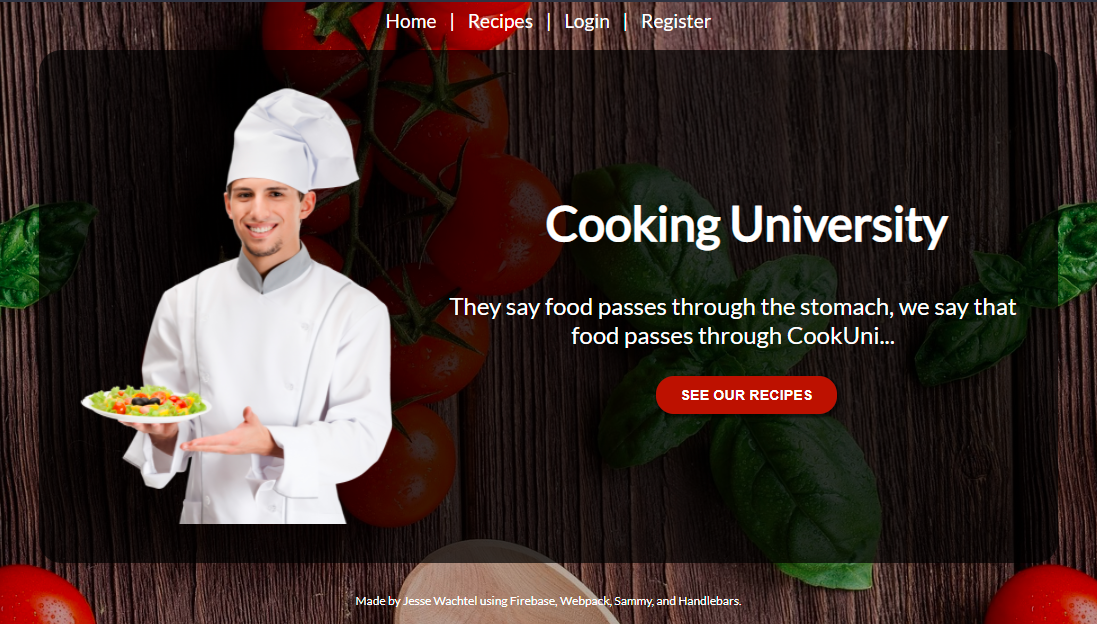 Home | Recipes | Login | Register
Cooking University
They say food passes through the stomach, we say that
food passes through CookUni...
SEE OUR RECIPES
Made by Jesse Wachtel using Firebase, Webpack, Sammy, and Handlebars.